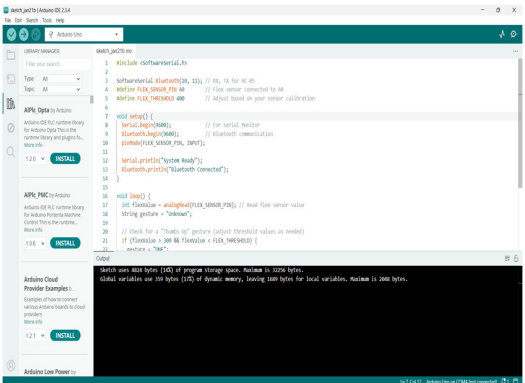 sketch_jan21b | Arduino IDE 2.3.4
File Edit Sketch Tools Help
Arduino Uno
LIBRARY MANAGER
Filter your search...
Type: All
Topic: All
AlPlc_Opta by Arduino
Arduino IDE PLC runtime library
for Arduino Opta This is the
runtime library and plugins fo...
More info
1.2.0 INSTALL
AlPlc_PMC by Arduino
Arduino IDE PLC runtime library
for Arduino Portenta Machine
Control This is the runtime...
More info
1.0.6 INSTALL
Arduino Cloud
Provider Examples b...
Examples of how to connect
various Arduino boards to cloud
providers
More info
1.2.1 INSTALL
Arduino Low Power by
sketch_jan21b.ino
1 #include <SoftwareSerial.h>
2
3 SoftwareSerial Bluetooth(10, 11); // RX, TX for HC-05
4 #define FLEX_SENSOR_PIN A0 // Flex sensor connected to A0
5 #define FLEX_THRESHOLD 400 // Adjust based on your sensor calibration
6
7 void setup() {
8 Serial.begin(9600); // For Serial Monitor
9 Bluetooth.begin(9600); // Bluetooth communication
10 pinMode(FLEX_SENSOR_PIN, INPUT);
11
12 Serial.println("System Ready");
13 Bluetooth.println("Bluetooth Connected");
14 }
15
16 void loop() {
17 int flexValue = analogRead(FLEX_SENSOR_PIN); // Read flex sensor value
18 String gesture = "Unknown";
19
20 // Check for a "Thumbs Up" gesture (adjust threshold values as needed)
21 if (flexValue > 300 && flexValue < FLEX_THRESHOLD) {
22 gesture = "ONE";
Output
Sketch uses 4824 bytes (14%) of program storage space. Maximum is 32256 bytes.
Global variables use 359 bytes (17%) of dynamic memory, leaving 1689 bytes for local variables. Maximum is 2048 bytes.
Arduino Uno on COM4 [not connected]